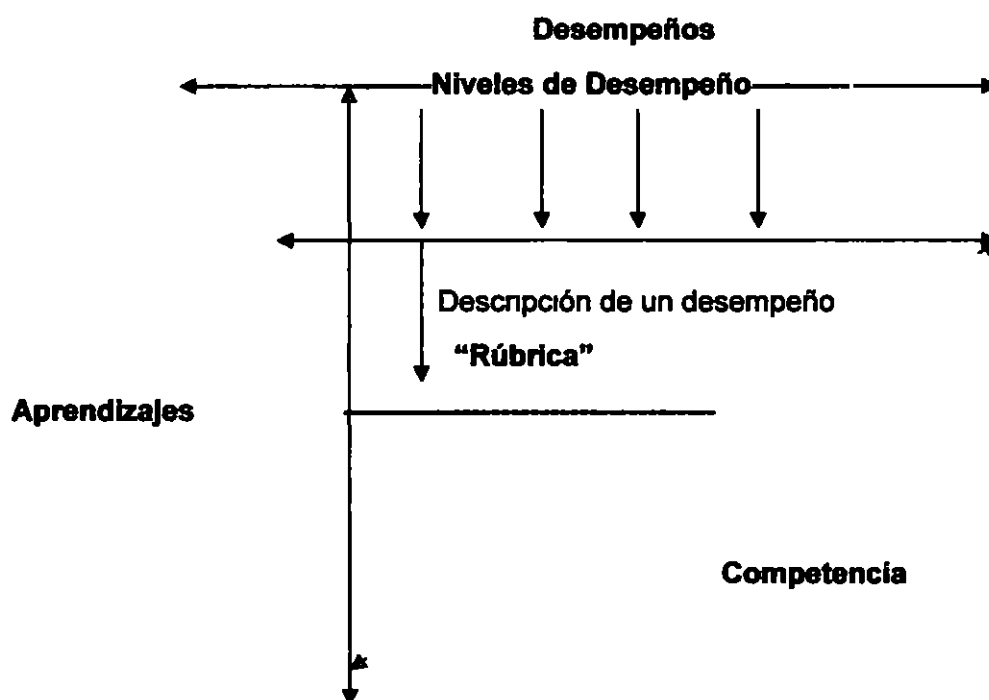 Desempeños
Niveles de Desempeño
Descripción de un desempeño
“Rúbrica”
Aprendizajes
Competencia